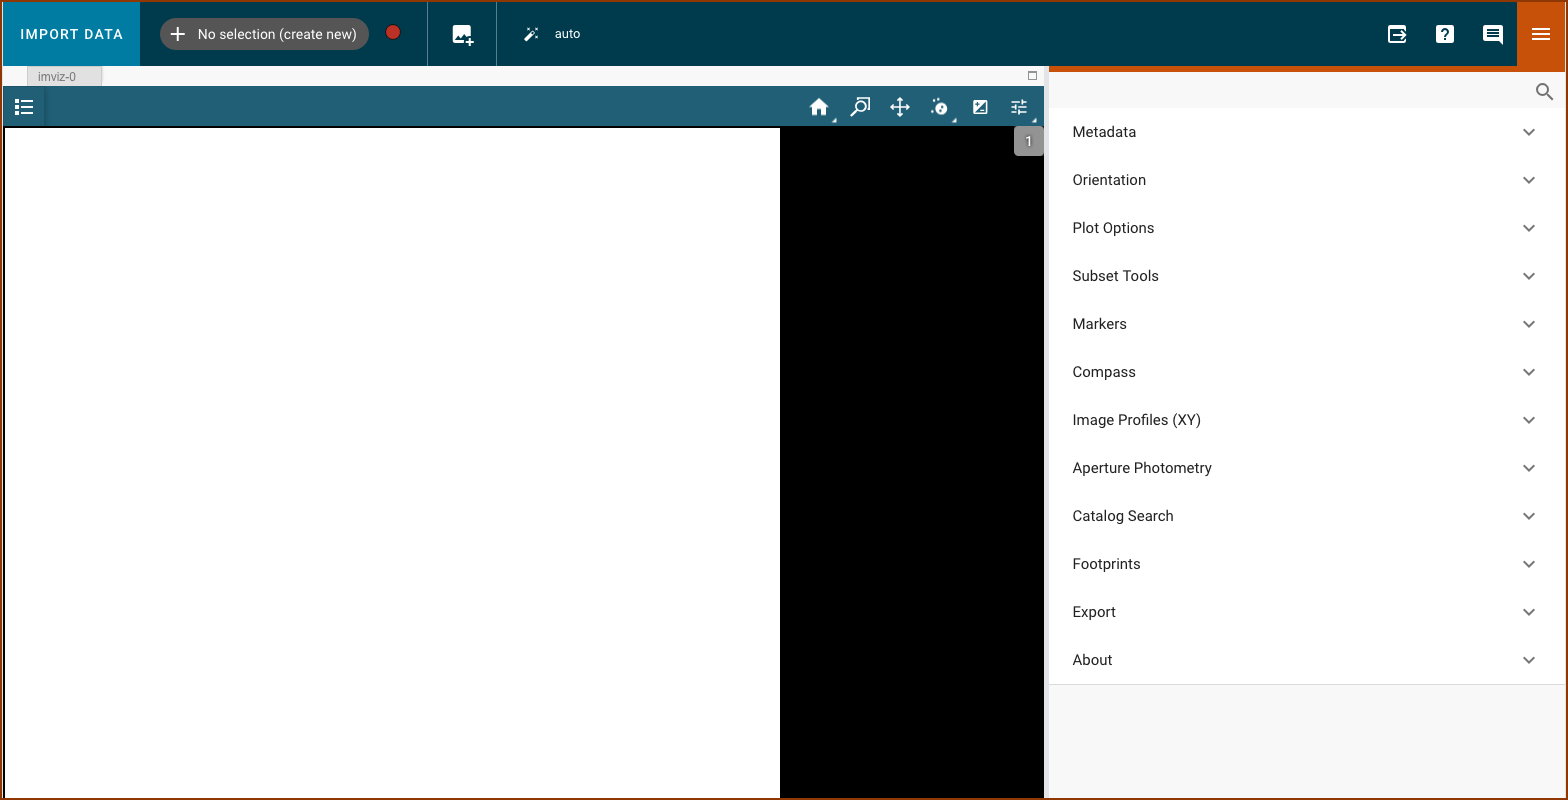 IMPORT DATA
No selection (create new)
auto
imviz-0
1
Metadata
Orientation
Plot Options
Subset Tools
Markers
Compass
Image Profiles (XY)
Aperture Photometry
Catalog Search
Footprints
Export
About